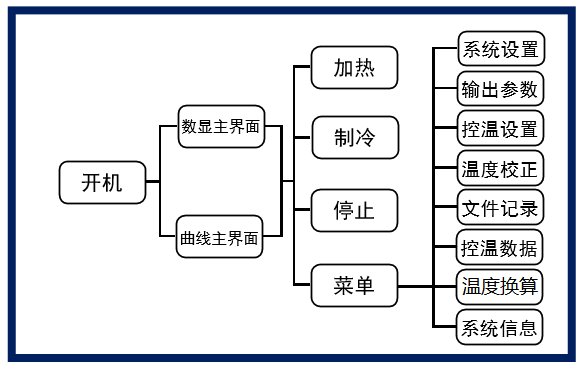 开机
数显主界面
曲线主界面
加热
制冷
停止
菜单
系统设置
输出参数
控温设置
温度校正
文件记录
控温数据
温度换算
系统信息